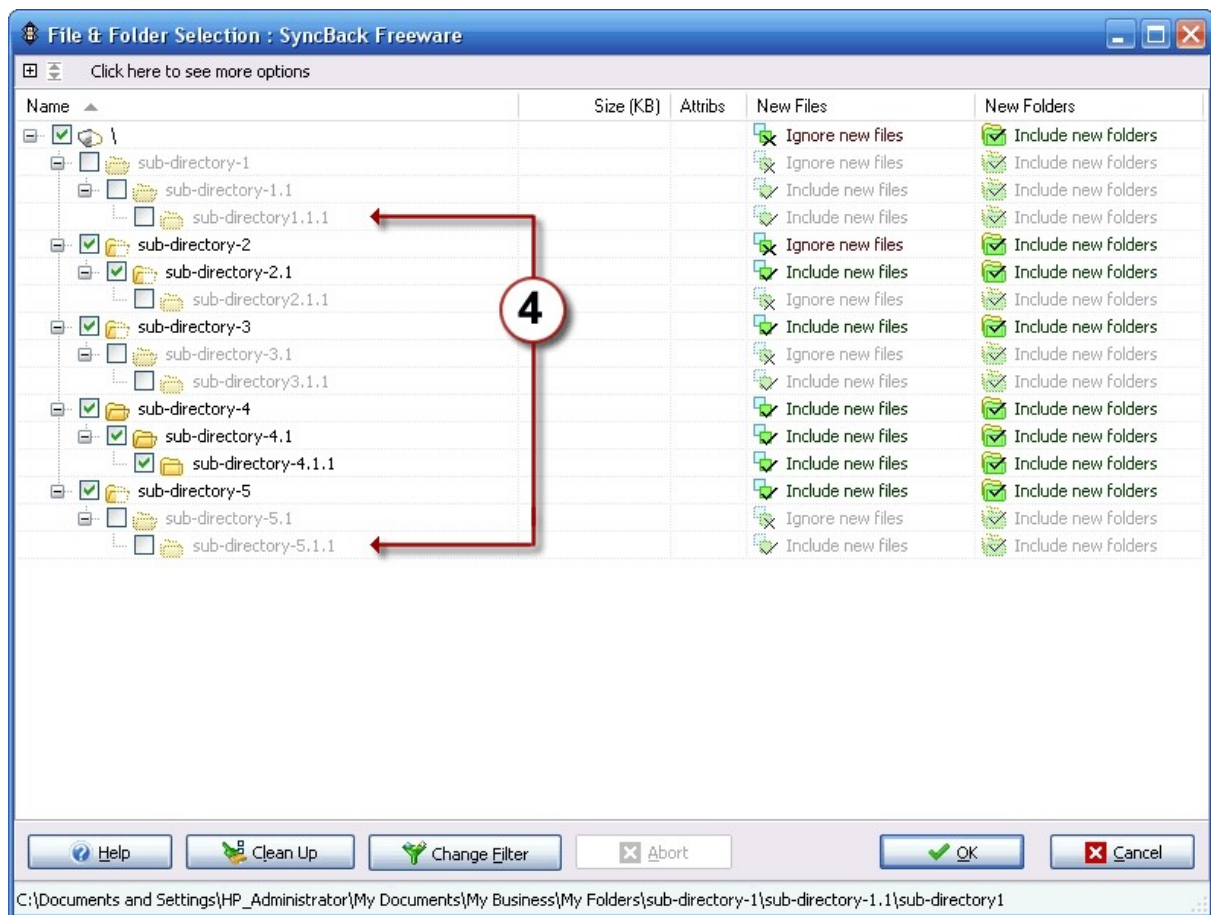 File & Folder Selection : SyncBack Freeware
Click here to see more options
Name Size (KB) Attribs New Files New Folders
\ Ignore new files Include new folders
sub-directory-1 Ignore new files Include new folders
sub-directory-1.1 Include new files Include new folders
sub-directory1.1.1 Include new files Include new folders
sub-directory-2 Ignore new files Include new folders
sub-directory-2.1 Include new files Include new folders
sub-directory2.1.1 Ignore new files Include new folders
4
sub-directory-3 Include new files Include new folders
sub-directory-3.1 Ignore new files Include new folders
sub-directory3.1.1 Include new files Include new folders
sub-directory-4 Include new files Include new folders
sub-directory-4.1 Include new files Include new folders
sub-directory-4.1.1 Include new files Include new folders
sub-directory-5 Include new files Include new folders
sub-directory-5.1 Ignore new files Include new folders
sub-directory-5.1.1 Include new files Include new folders
Help Clean Up Change Filter Abort OK Cancel
C:\Documents and Settings\HP_Administrator\My Documents\My Business\My Folders\sub-directory-1\sub-directory-1.1\sub-directory1